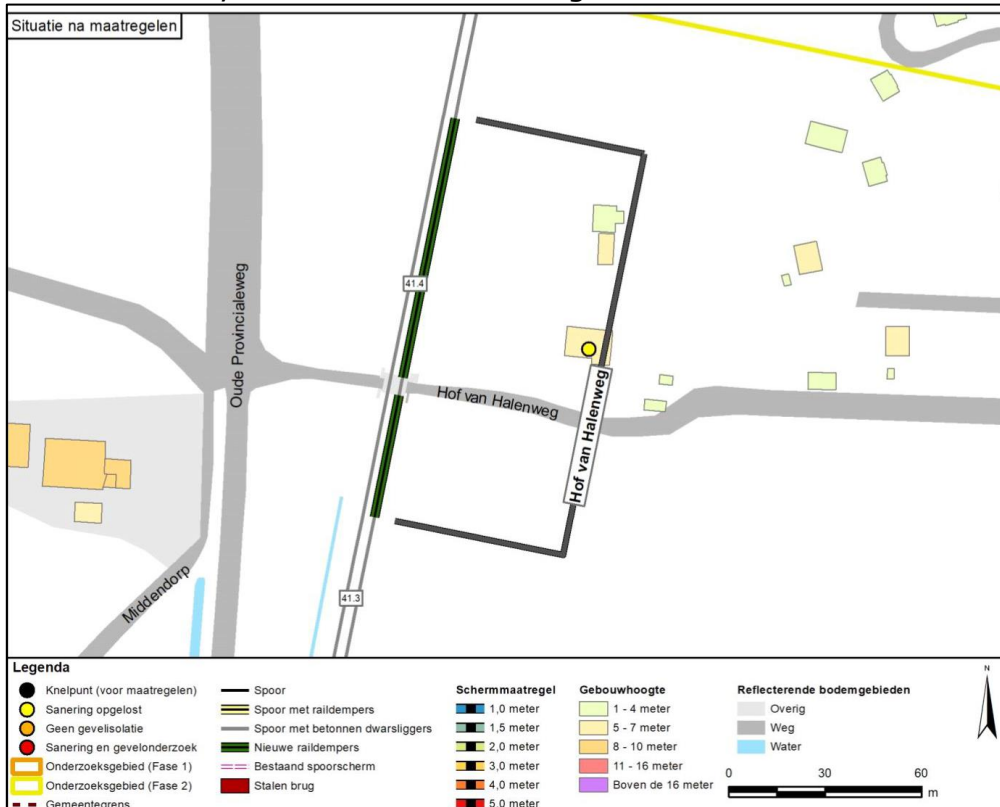 Situatie na maatregelen
Oude Provincialeweg
41.4
Hof van Halenweg
Hof van Halenweg
Middendorp
41.3
Legenda
Knelpunt (voor maatregelen)
Sanering opgelost
Geen gevelisolatie
Sanering en gevelonderzoek
Onderzoeksgebied (Fase 1)
Onderzoeksgebied (Fase 2)
Gemeentegrens
Spoor
Spoor met raildempers
Spoor met betonnen dwarsliggers
Nieuwe raildempers
Bestaand spoorscherm
Stalen brug
Schermmaatregel
1,0 meter
1,5 meter
2,0 meter
3,0 meter
4,0 meter
5,0 meter
Gebouwhoogte
1 - 4 meter
5 - 7 meter
8 - 10 meter
11 - 16 meter
Boven de 16 meter
Reflecterende bodemgebieden
Overig
Weg
Water
N
0 30 60
m